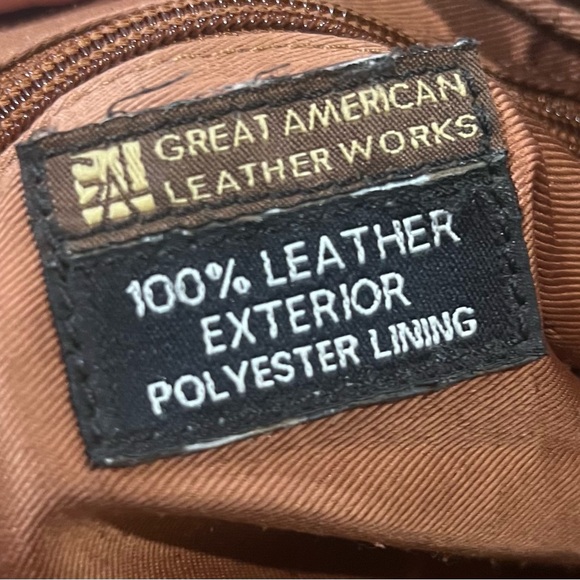 GREAT AMERICAN
LEATHER WORKS
100% LEATHER
EXTERIOR
POLYESTER LINING